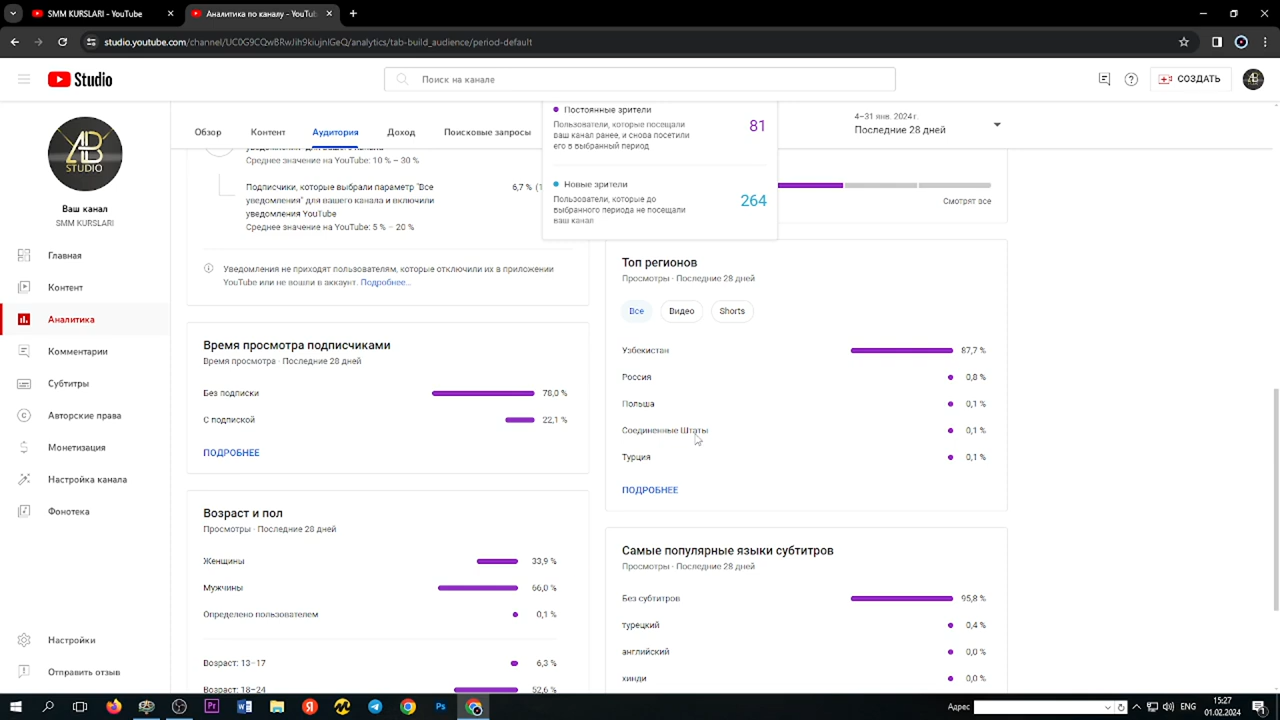 SMM KURSLARI - YouTube
Аналитика по каналу - YouTub
studio.youtube.com/channel/UC0G9CQwBRwJih9kiujnIGeQ/analytics/tab-build_audience/period-default
Studio
Поиск на канале
СОЗДАТЬ
AB
STUDIO
Ваш канал
SMM KURSLARI
Главная
Контент
Аналитика
Комментарии
Субтитры
Авторские права
Монетизация
Настройка канала
Фонотека
Настройки
Отправить отзыв
Обзор
Контент
Аудитория
Доход
Поисковые запросы
4–31 янв. 2024 г.
Последние 28 дней
уведомления" для вашего канала
Среднее значение на YouTube: 10 % – 30 %
Подписчики, которые выбрали параметр "Все
уведомления" для вашего канала и включили
уведомления YouTube
Среднее значение на YouTube: 5 % – 20 %
6,7 % (1
Уведомления не приходят пользователям, которые отключили их в приложении
YouTube или не вошли в аккаунт. Подробнее...
Постоянные зрители
Пользователи, которые посещали
ваш канал ранее, и снова посетили
его в выбранный период
81
Новые зрители
Пользователи, которые до
выбранного периода не посещали
ваш канал
264
Смотрят все
Время просмотра подписчиками
Время просмотра · Последние 28 дней
Без подписки 78,0 %
С подпиской 22,1 %
ПОДРОБНЕЕ
Возраст и пол
Просмотры · Последние 28 дней
Женщины 33,9 %
Мужчины 66,0 %
Определено пользователем 0,1 %
Возраст: 13–17 6,3 %
Возраст: 18–24 52,6 %
Топ регионов
Просмотры · Последние 28 дней
Все
Видео
Shorts
Узбекистан 87,7 %
Россия 0,8 %
Польша 0,1 %
Соединенные Штаты 0,1 %
Турция 0,1 %
ПОДРОБНЕЕ
Самые популярные языки субтитров
Просмотры · Последние 28 дней
Без субтитров 95,8 %
турецкий 0,4 %
английский 0,0 %
хинди 0,0 %
Адрес
ENG
15:27
01.02.2024